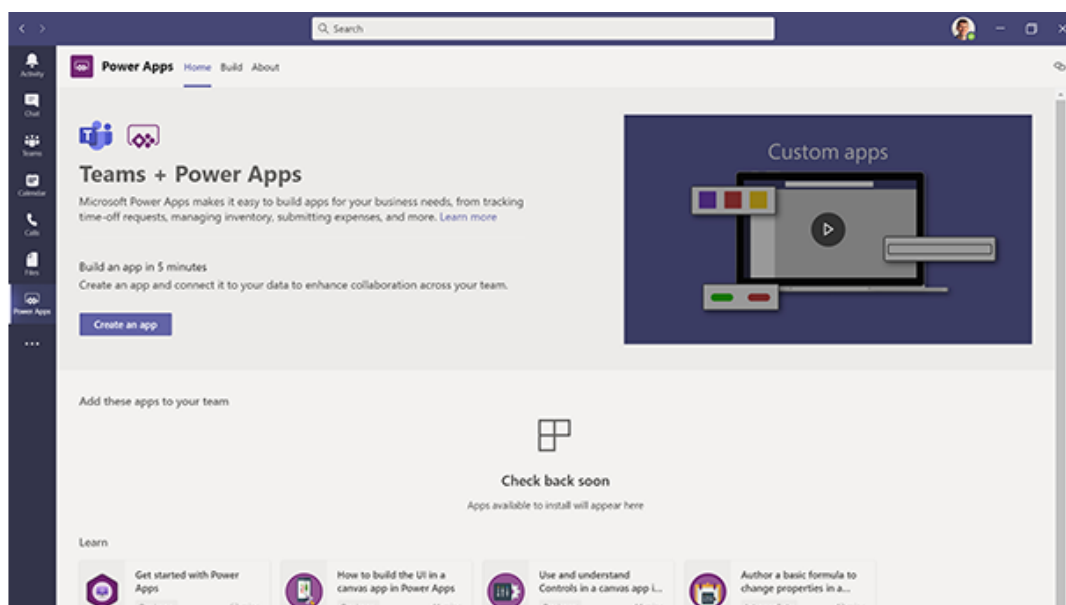 Search
Activity
Chat
Teams
Calendar
Calls
Files
Power Apps
Power Apps Home Build About
Teams + Power Apps
Microsoft Power Apps makes it easy to build apps for your business needs, from tracking
time-off requests, managing inventory, submitting expenses, and more. Learn more
Build an app in 5 minutes
Create an app and connect it to your data to enhance collaboration across your team.
Create an app
Custom apps
Add these apps to your team
Check back soon
Apps available to install will appear here
Learn
Get started with Power
Apps
How to build the UI in a
canvas app in Power Apps
Use and understand
Controls in a canvas app i...
Author a basic formula to
change properties in a...